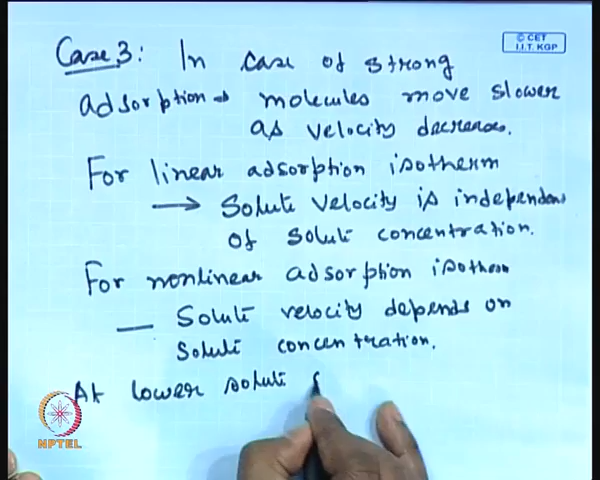 © CET
I.I.T. KGP
Case 3: In case of strong
adsorption → molecules move slower
as velocity decreases.
For linear adsorption isotherm
→ Solute velocity is independent
of solute concentration.
For nonlinear adsorption isotherm
— Solute velocity depends on
solute concentration.
At lower solute
NPTEL